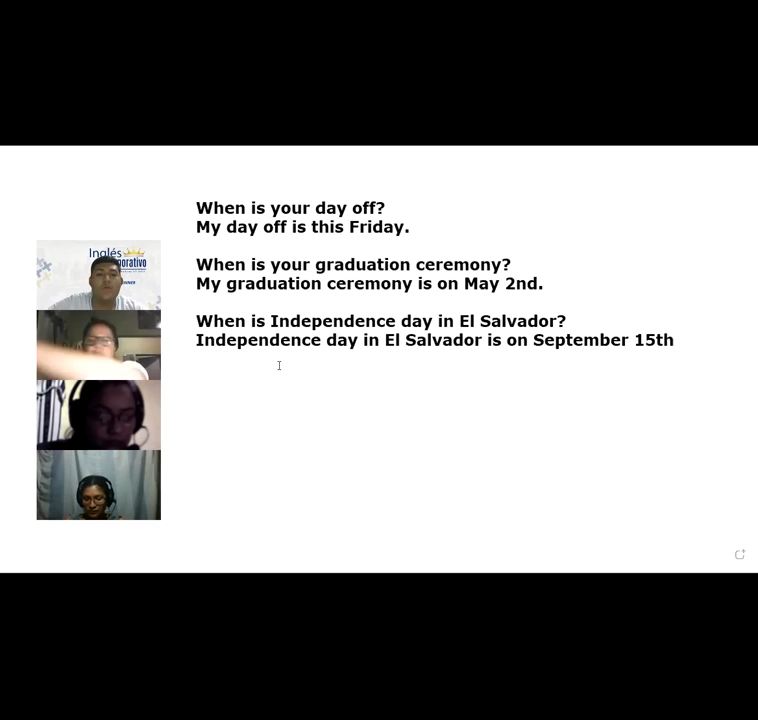 When is your day off?
My day off is this Friday.
When is your graduation ceremony?
My graduation ceremony is on May 2nd.
When is Independence day in El Salvador?
Independence day in El Salvador is on September 15th
Inglés